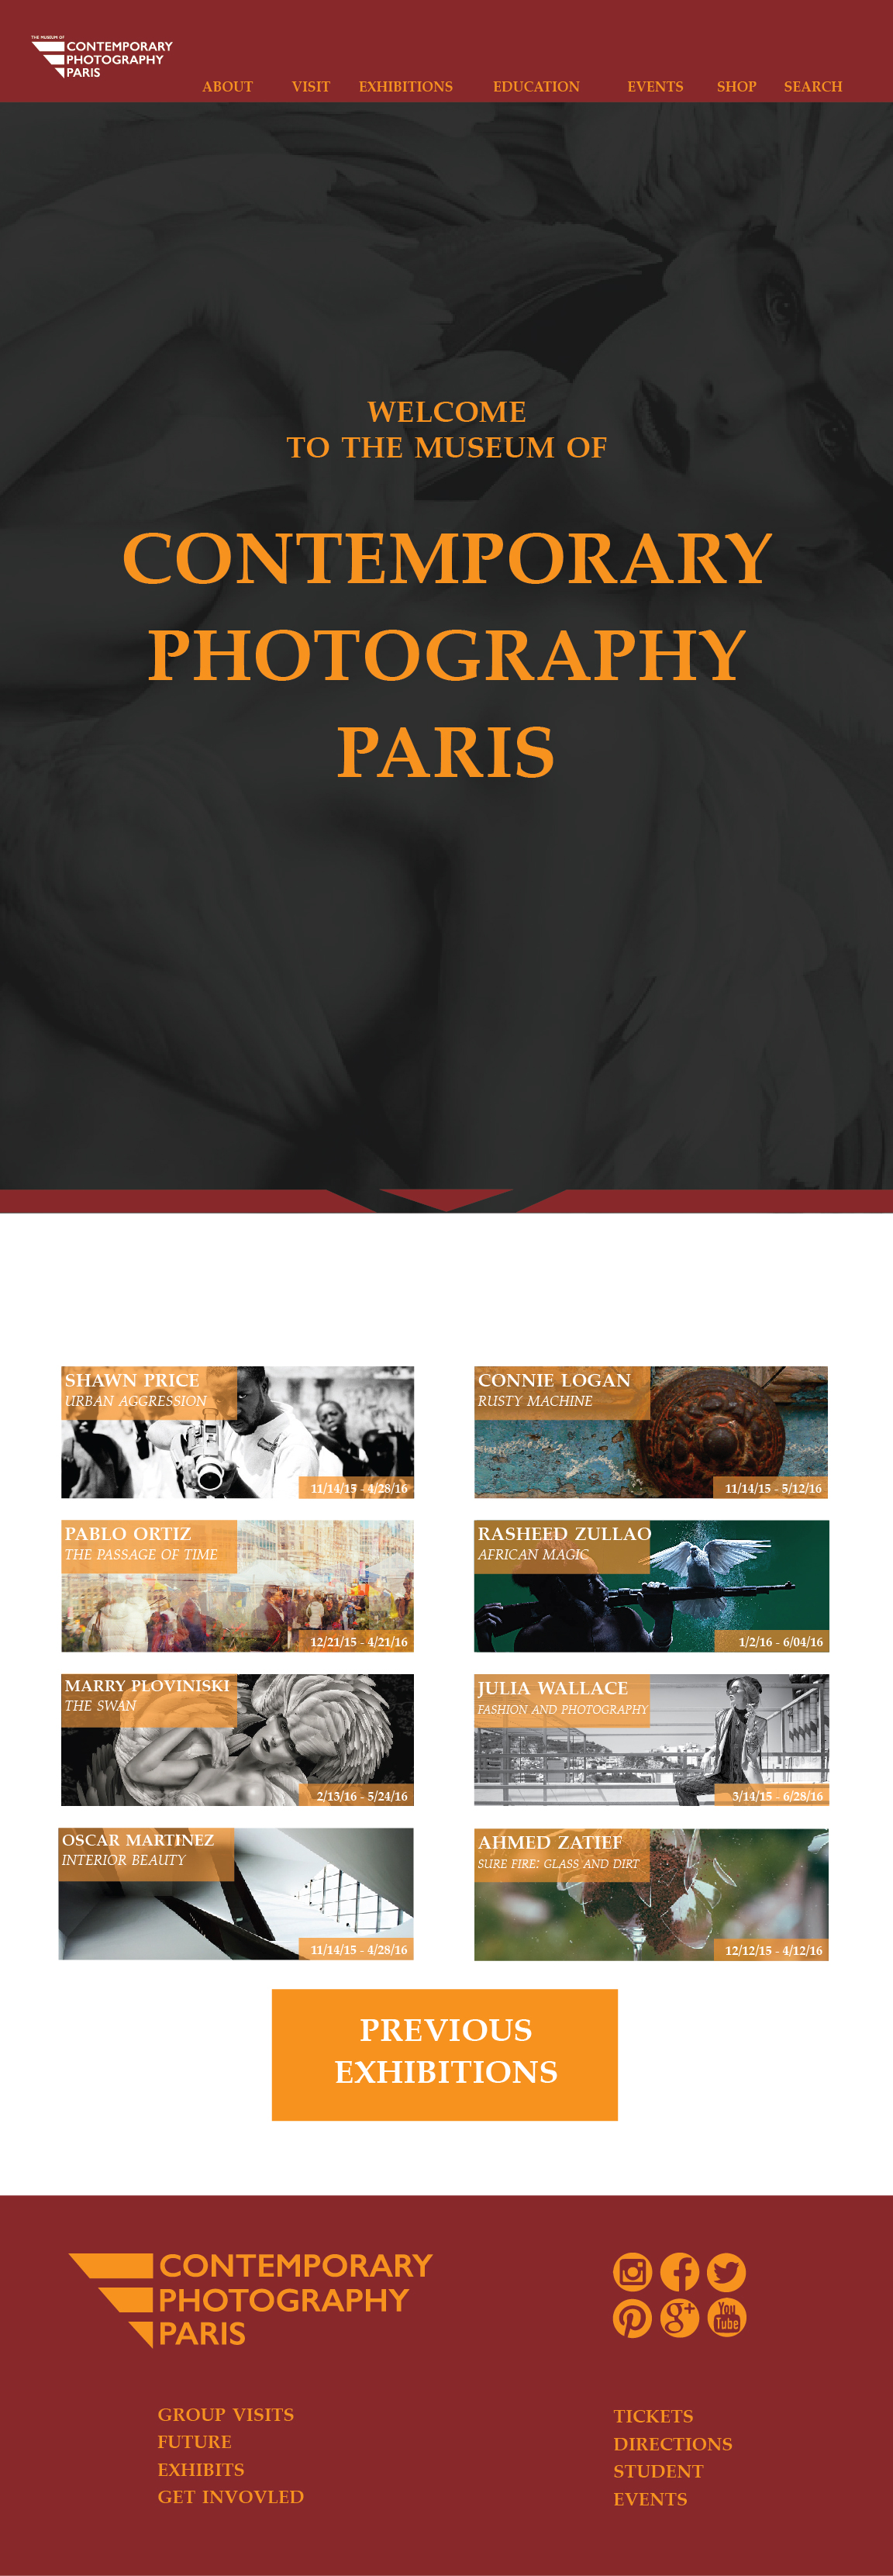 THE MUSEUM OF
CONTEMPORARY
PHOTOGRAPHY
PARIS
ABOUT VISIT EXHIBITIONS EDUCATION EVENTS SHOP SEARCH
WELCOME
TO THE MUSEUM OF
CONTEMPORARY
PHOTOGRAPHY
PARIS
SHAWN PRICE
URBAN AGGRESSION
11/14/15 - 4/28/16
CONNIE LOGAN
RUSTY MACHINE
11/14/15 - 5/12/16
PABLO ORTIZ
THE PASSAGE OF TIME
12/21/15 - 4/21/16
RASHEED ZULLAO
AFRICAN MAGIC
1/2/16 - 6/04/16
MARRY PLOVINISKI
THE SWAN
2/13/16 - 5/24/16
JULIA WALLACE
FASHION AND PHOTOGRAPHY
3/14/15 - 6/28/16
OSCAR MARTINEZ
INTERIOR BEAUTY
11/14/15 - 4/28/16
AHMED ZATIEF
SURE FIRE: GLASS AND DIRT
12/12/15 - 4/12/16
PREVIOUS
EXHIBITIONS
CONTEMPORARY
PHOTOGRAPHY
PARIS
g+
You
Tube
GROUP VISITS
FUTURE
EXHIBITS
GET INVOVLED
TICKETS
DIRECTIONS
STUDENT
EVENTS